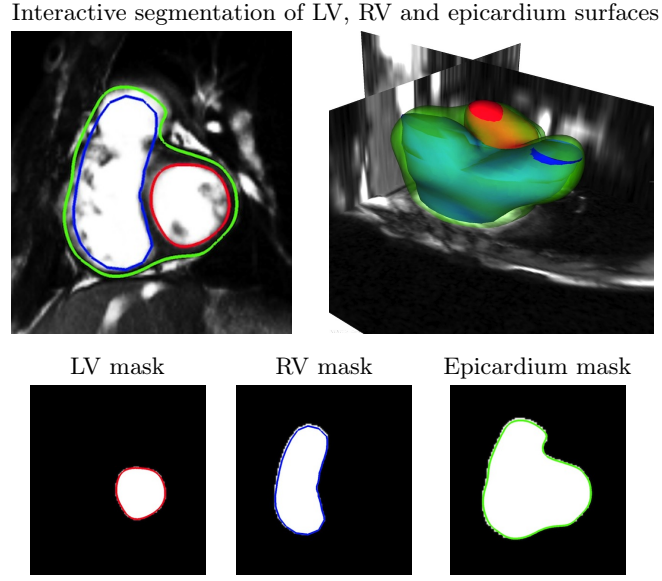 Interactive segmentation of LV, RV and epicardium surfaces
LV mask
RV mask
Epicardium mask